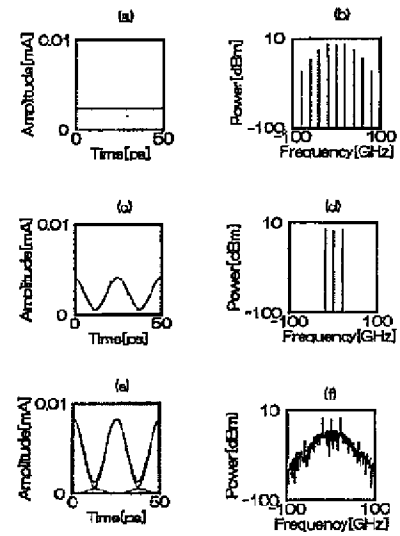 (a)
0.01
Amplitude[mA]
0
0
50
Time[ps]
(b)
10
Power[dBm]
-100
-100
100
Frequency[GHz]
(c)
0.01
Amplitude[mA]
0
0
50
Time[ps]
(d)
10
Power[dBm]
-100
-100
100
Frequency[GHz]
(e)
0.01
Amplitude[mA]
0
0
50
Time[ps]
(f)
10
Power[dBm]
-100
-100
100
Frequency[GHz]